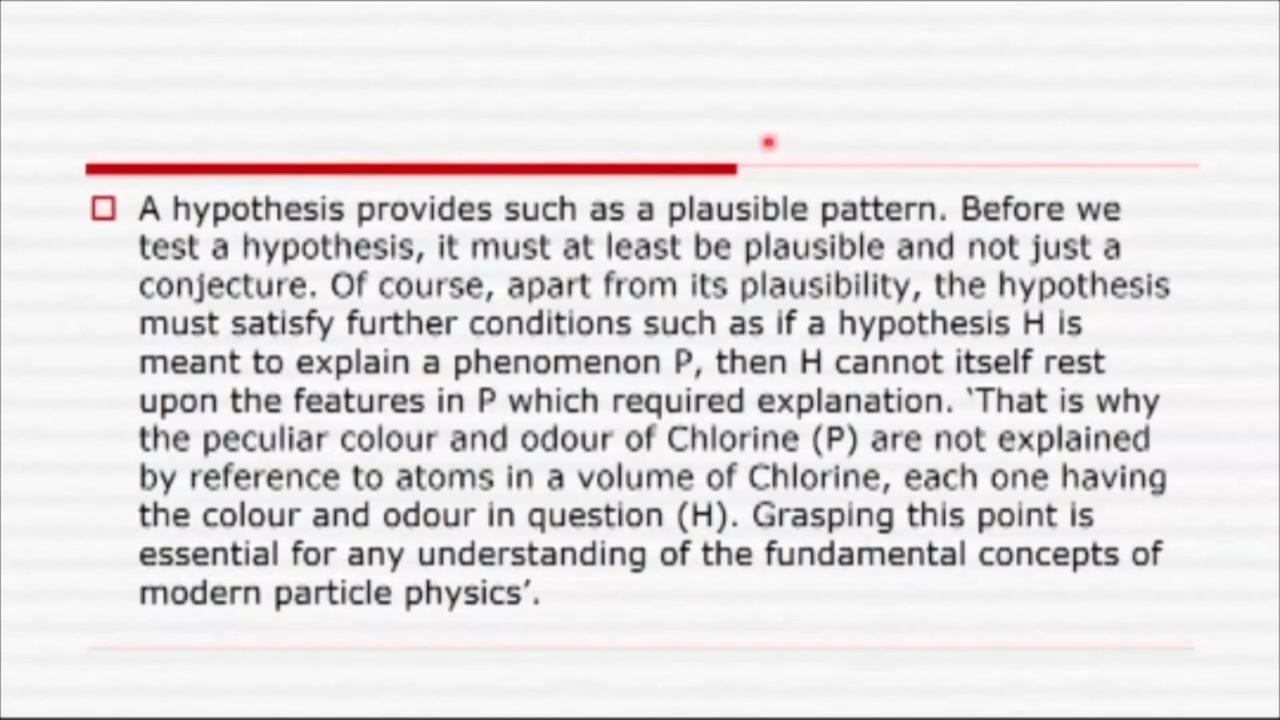 A hypothesis provides such as a plausible pattern. Before we
test a hypothesis, it must at least be plausible and not just a
conjecture. Of course, apart from its plausibility, the hypothesis
must satisfy further conditions such as if a hypothesis H is
meant to explain a phenomenon P, then H cannot itself rest
upon the features in P which required explanation. ‘That is why
the peculiar colour and odour of Chlorine (P) are not explained
by reference to atoms in a volume of Chlorine, each one having
the colour and odour in question (H). Grasping this point is
essential for any understanding of the fundamental concepts of
modern particle physics’.